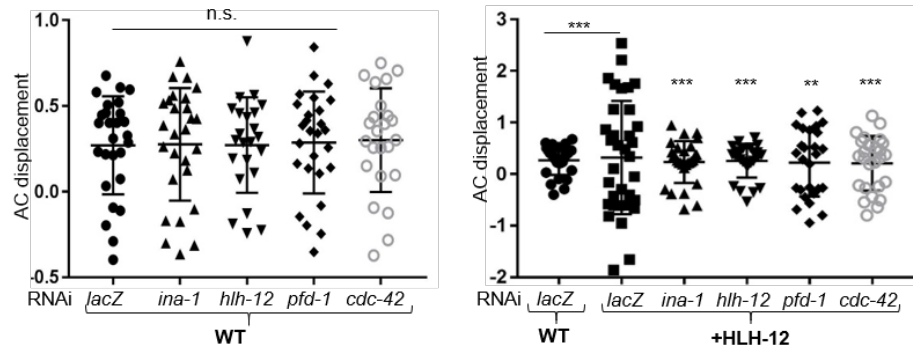 n.s.
1.0
0.5
0.0
-0.5
AC displacement
RNAi lacZ ina-1 hlh-12 pfd-1 cdc-42
WT
3
2
1
0
-1
-2
AC displacement
***
*** *** ** ***
RNAi lacZ lacZ ina-1 hlh-12 pfd-1 cdc-42
WT +HLH-12